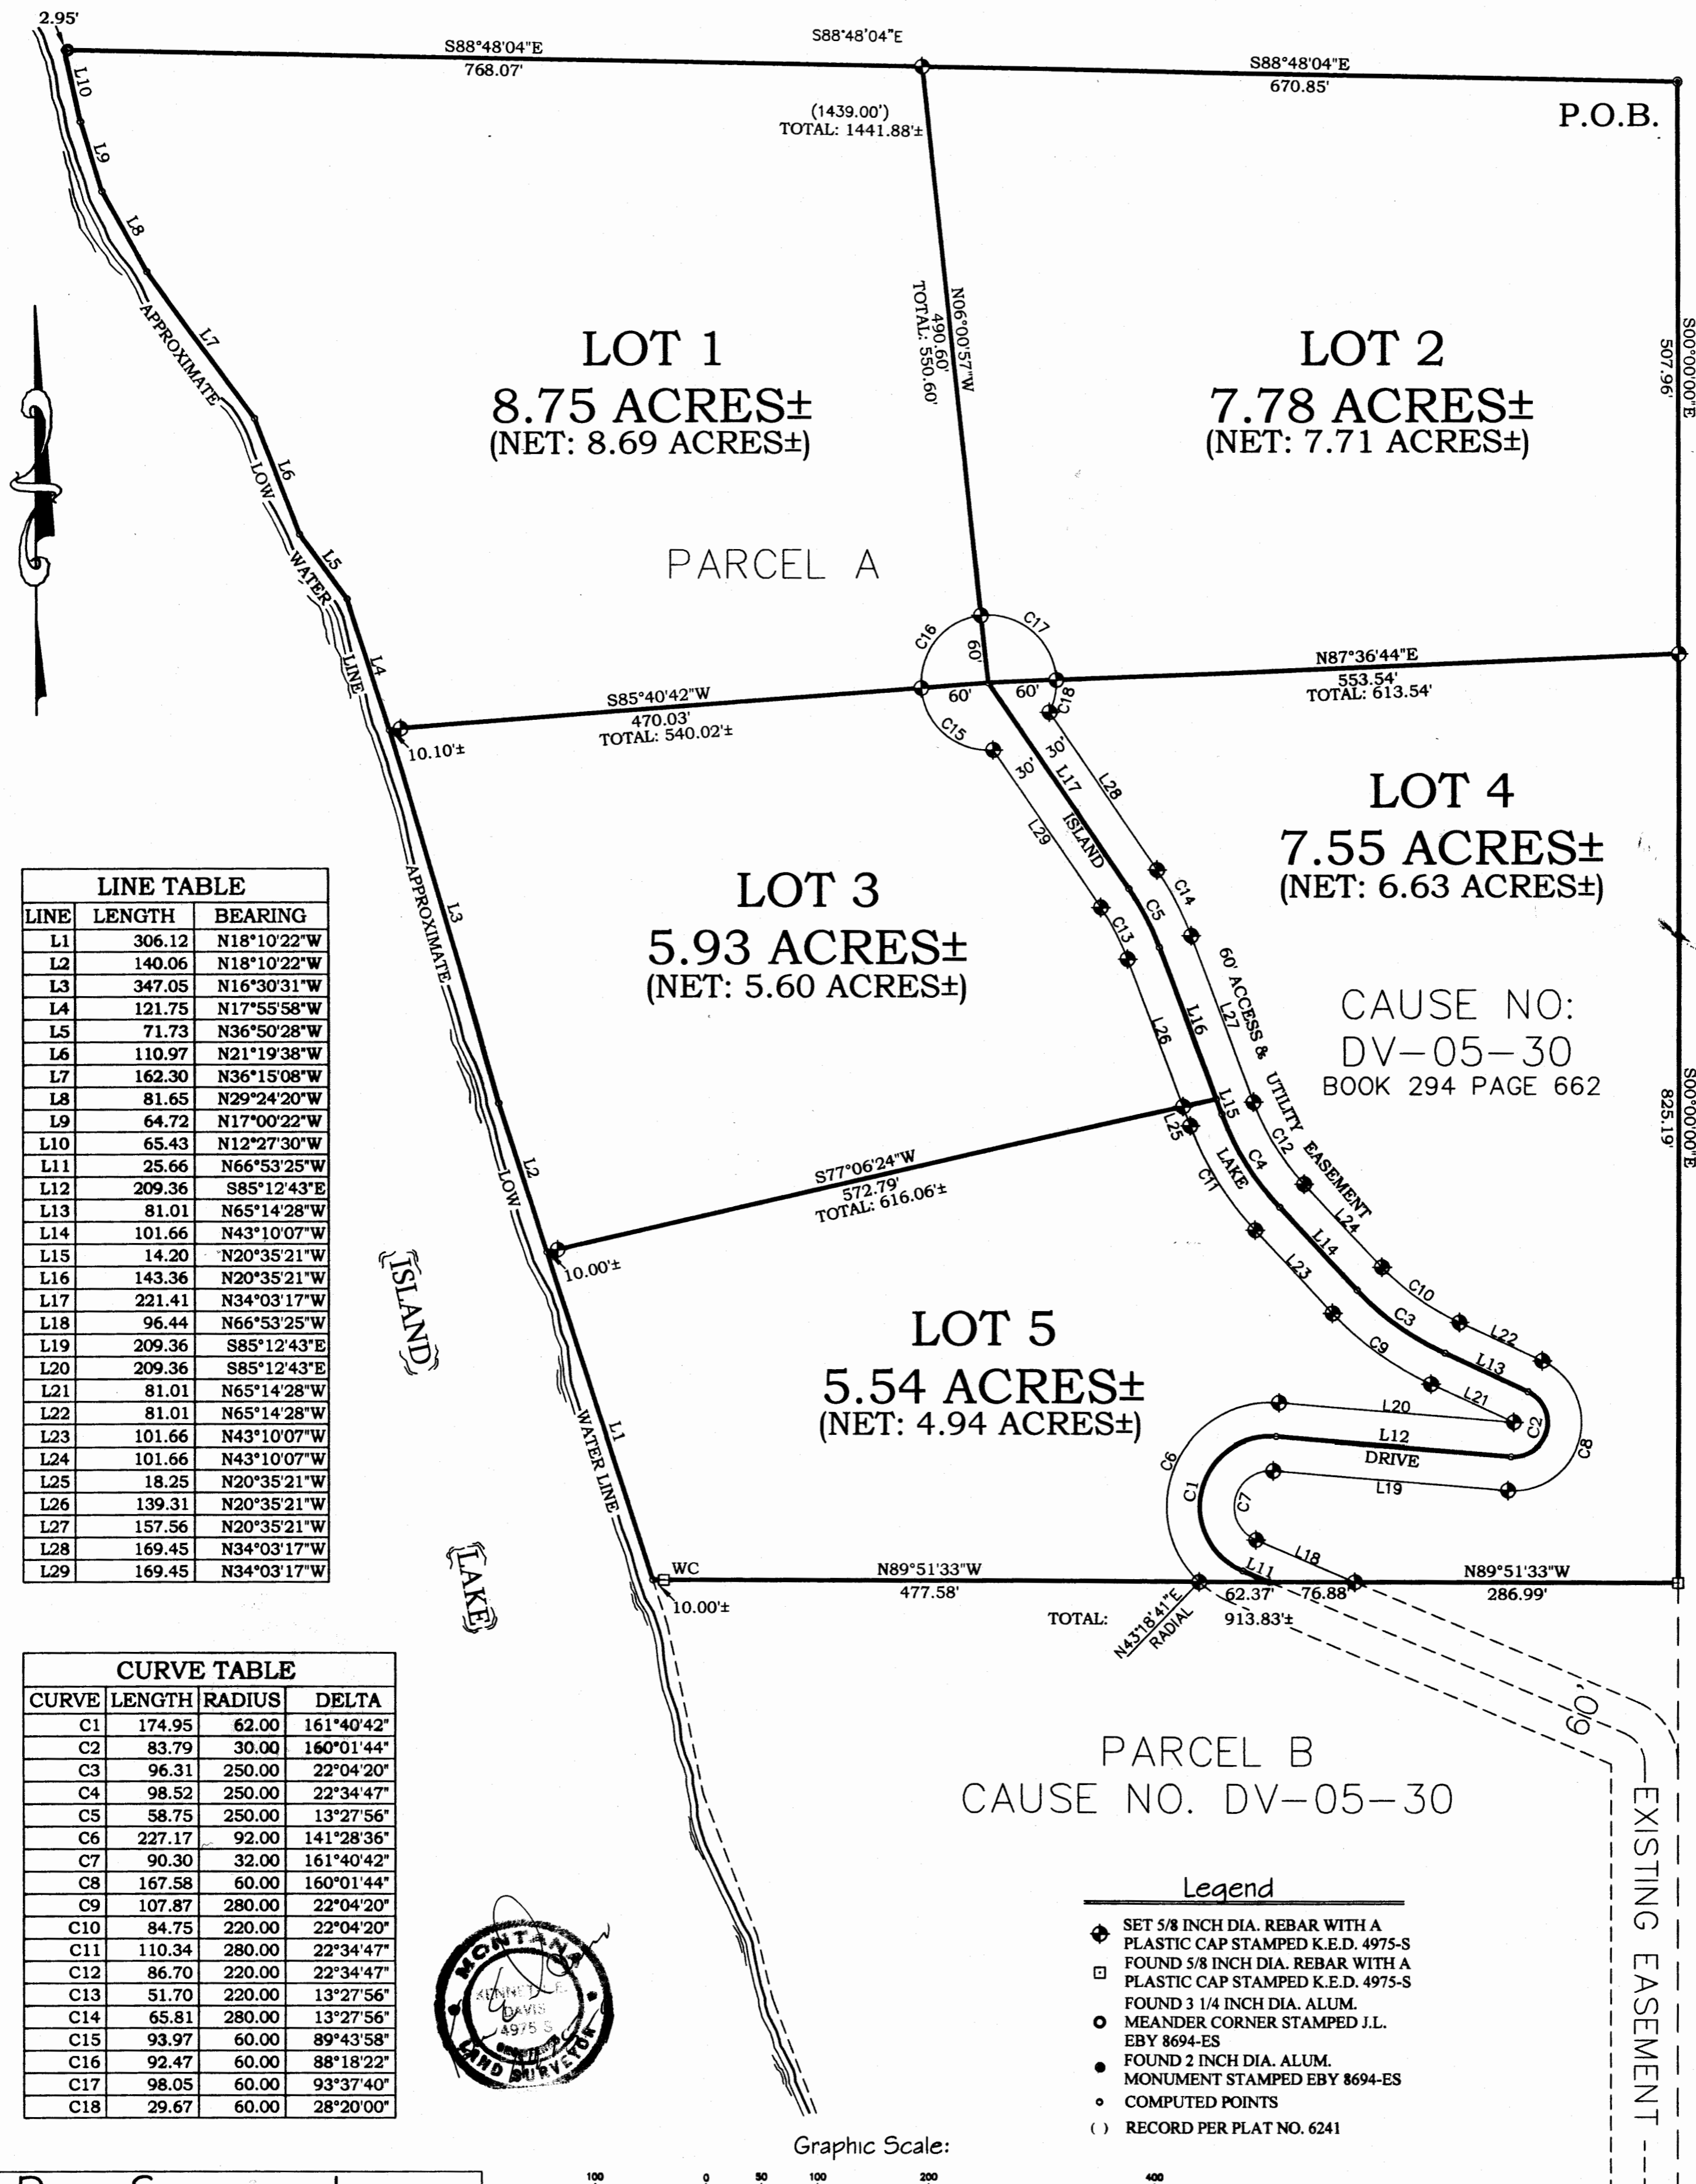 2.95'
S88°48'04"E
768.07'
S88°48'04"E
S88°48'04"E
670.85'
(1439.00')
TOTAL: 1441.88'±
P.O.B.
L10
L9
L8
L7
L6
L5
L4
APPROXIMATE
LOW
WATER
LINE
N06°00'57"W
490.60'
TOTAL: 550.60'
LOT 1
8.75 ACRES±
(NET: 8.69 ACRES±)
LOT 2
7.78 ACRES±
(NET: 7.71 ACRES±)
S00°00'00"E
507.96'
PARCEL A
C16
C17
60'
60'
60'
C18
C15
N87°36'44"E
553.54'
TOTAL: 613.54'
S85°40'42"W
470.03'
TOTAL: 540.02'±
10.10'±
30'
30'
L17
L28
L29
ISLAND
LOT 4
7.55 ACRES±
(NET: 6.63 ACRES±)
LOT 3
5.93 ACRES±
(NET: 5.60 ACRES±)
C14
C5
C13
60' ACCESS & UTILITY EASEMENT
L27
L16
L26
CAUSE NO:
DV-05-30
BOOK 294 PAGE 662
S00°00'00"E
825.19'
L3
APPROXIMATE
LINE TABLE
LINE LENGTH BEARING
L1 306.12 N18°10'22"W
L2 140.06 N18°10'22"W
L3 347.05 N16°30'31"W
L4 121.75 N17°55'58"W
L5 71.73 N36°50'28"W
L6 110.97 N21°19'38"W
L7 162.30 N36°15'08"W
L8 81.65 N29°24'20"W
L9 64.72 N17°00'22"W
L10 65.43 N12°27'30"W
L11 25.66 N66°53'25"W
L12 209.36 S85°12'43"E
L13 81.01 N65°14'28"W
L14 101.66 N43°10'07"W
L15 14.20 N20°35'21"W
L16 143.36 N20°35'21"W
L17 221.41 N34°03'17"W
L18 96.44 N66°53'25"W
L19 209.36 S85°12'43"E
L20 209.36 S85°12'43"E
L21 81.01 N65°14'28"W
L22 81.01 N65°14'28"W
L23 101.66 N43°10'07"W
L24 101.66 N43°10'07"W
L25 18.25 N20°35'21"W
L26 139.31 N20°35'21"W
L27 157.56 N20°35'21"W
L28 169.45 N34°03'17"W
L29 169.45 N34°03'17"W
L15
L25
C12
C4
LAKE
C11
L24
L14
L23
C10
C3
C9
L22
L13
L21
S77°06'24"W
572.79'
TOTAL: 616.06'±
10.00'±
L2
LOW
ISLAND
LAKE
LOT 5
5.54 ACRES±
(NET: 4.94 ACRES±)
L1
WATER LINE
L20
L12
DRIVE
L19
C2
C8
C6
C1
C7
L18
L11
WC
10.00'±
N89°51'33"W
477.58'
N89°51'33"W
62.37'
76.88'
286.99'
TOTAL:
913.83'±
N43°18'41"E
RADIAL
60'
EXISTING EASEMENT
PARCEL B
CAUSE NO. DV-05-30
CURVE TABLE
CURVE LENGTH RADIUS DELTA
C1 174.95 62.00 161°40'42"
C2 83.79 30.00 160°01'44"
C3 96.31 250.00 22°04'20"
C4 98.52 250.00 22°34'47"
C5 58.75 250.00 13°27'56"
C6 227.17 92.00 141°28'36"
C7 90.30 32.00 161°40'42"
C8 167.58 60.00 160°01'44"
C9 107.87 280.00 22°04'20"
C10 84.75 220.00 22°04'20"
C11 110.34 280.00 22°34'47"
C12 86.70 220.00 22°34'47"
C13 51.70 220.00 13°27'56"
C14 65.81 280.00 13°27'56"
C15 93.97 60.00 89°43'58"
C16 92.47 60.00 88°18'22"
C17 98.05 60.00 93°37'40"
C18 29.67 60.00 28°20'00"
MONTANA
KENNETH E.
DAVIS
4975 S
LAND SURVEYOR
Legend
SET 5/8 INCH DIA. REBAR WITH A
PLASTIC CAP STAMPED K.E.D. 4975-S
FOUND 5/8 INCH DIA. REBAR WITH A
PLASTIC CAP STAMPED K.E.D. 4975-S
FOUND 3 1/4 INCH DIA. ALUM.
MEANDER CORNER STAMPED J.L.
EBY 8694-ES
FOUND 2 INCH DIA. ALUM.
MONUMENT STAMPED EBY 8694-ES
COMPUTED POINTS
( ) RECORD PER PLAT NO. 6241
Graphic Scale:
100 0 50 100 200 400